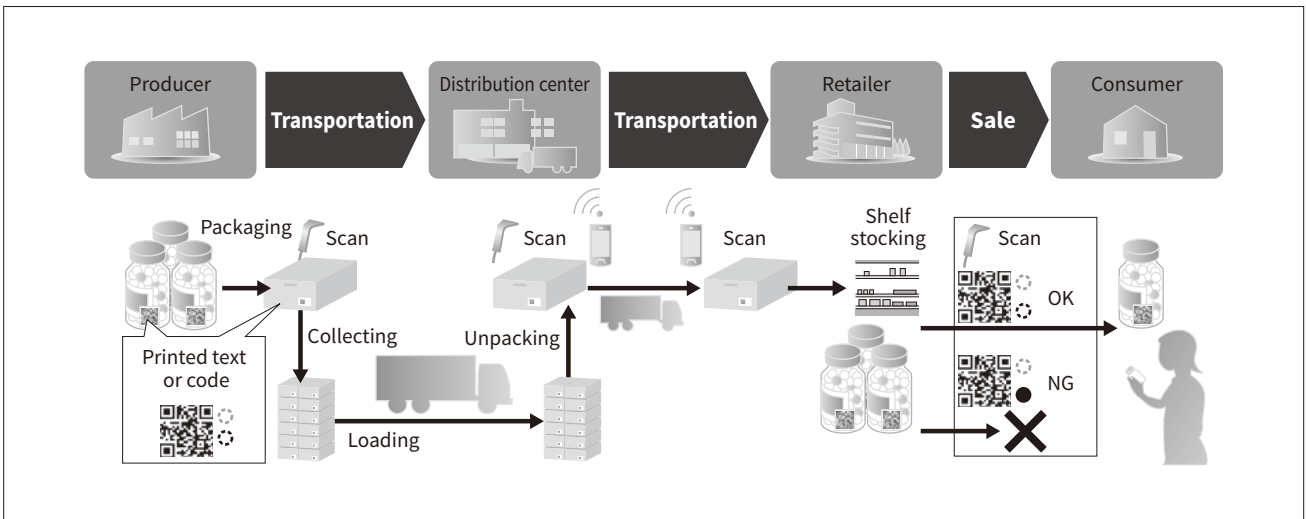 Producer
Transportation
Distribution center
Transportation
Retailer
Sale
Consumer
Packaging
Scan
Scan
Scan
Shelf
stocking
Scan
OK
Collecting
Unpacking
Printed text
or code
NG
Loading